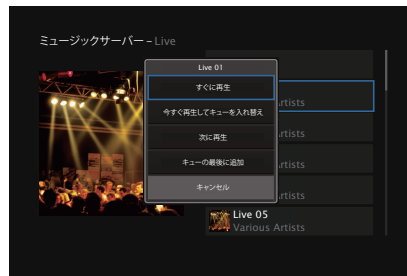 ミュージックサーバー – Live
Live 01
すぐに再生
今すぐ再生してキューを入れ替え
次に再生
キューの最後に追加
キャンセル
Artists
Artists
Artists
Artists
Live 05
Various Artists